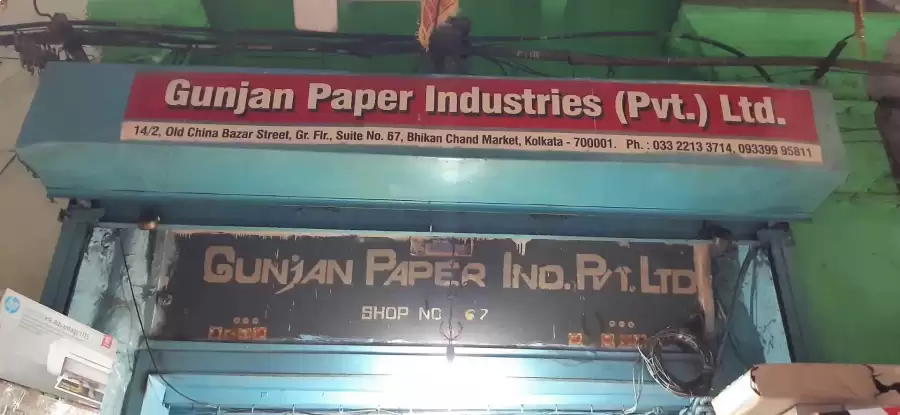 Gunjan Paper Industries (Pvt.) Ltd.
14/2, Old China Bazar Street, Gr. Flr., Suite No. 67, Bhikan Chand Market, Kolkata - 700001. Ph. : 033 2213 3714, 093399 95811
GUNJAN PAPER IND. PVT. LTD
SHOP NO 67
hp